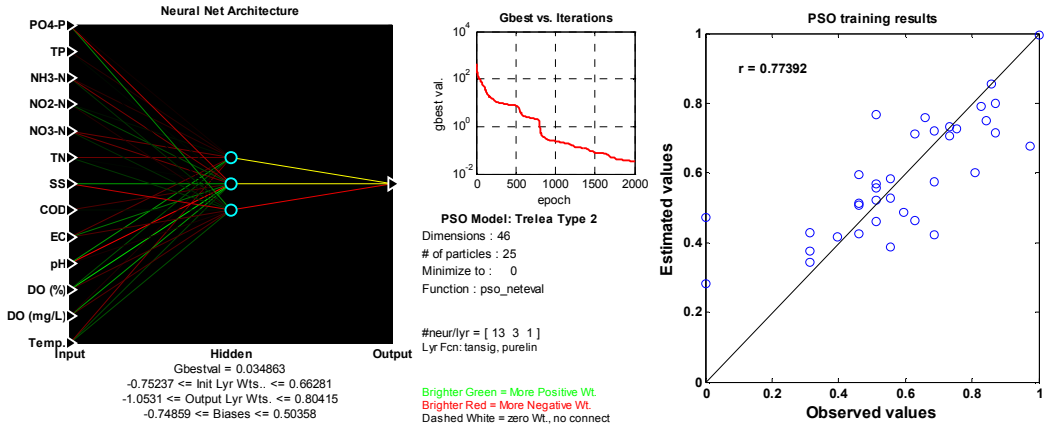 Neural Net Architecture
PO4-P
TP
NH3-N
NO2-N
NO3-N
TN
SS
COD
EC
pH
DO (%)
DO (mg/L)
Temp.
Input
Hidden
Output
Gbestval = 0.034863
-0.75237 <= Init Lyr Wts.. <= 0.66281
-1.0531 <= Output Lyr Wts. <= 0.80415
-0.74859 <= Biases <= 0.50358
Gbest vs. Iterations
gbest val.
10^4
10^2
10^0
10^-2
0 500 1000 1500 2000
epoch
PSO Model: Trelea Type 2
Dimensions : 46
# of particles : 25
Minimize to : 0
Function : pso_neteval
#neur/lyr = [ 13 3 1 ]
Lyr Fcn: tansig, purelin
Brighter Green = More Positive Wt.
Brighter Red = More Negative Wt.
Dashed White = zero Wt., no connect
PSO training results
r = 0.77392
Estimated values
1
0.8
0.6
0.4
0.2
0
0 0.2 0.4 0.6 0.8 1
Observed values